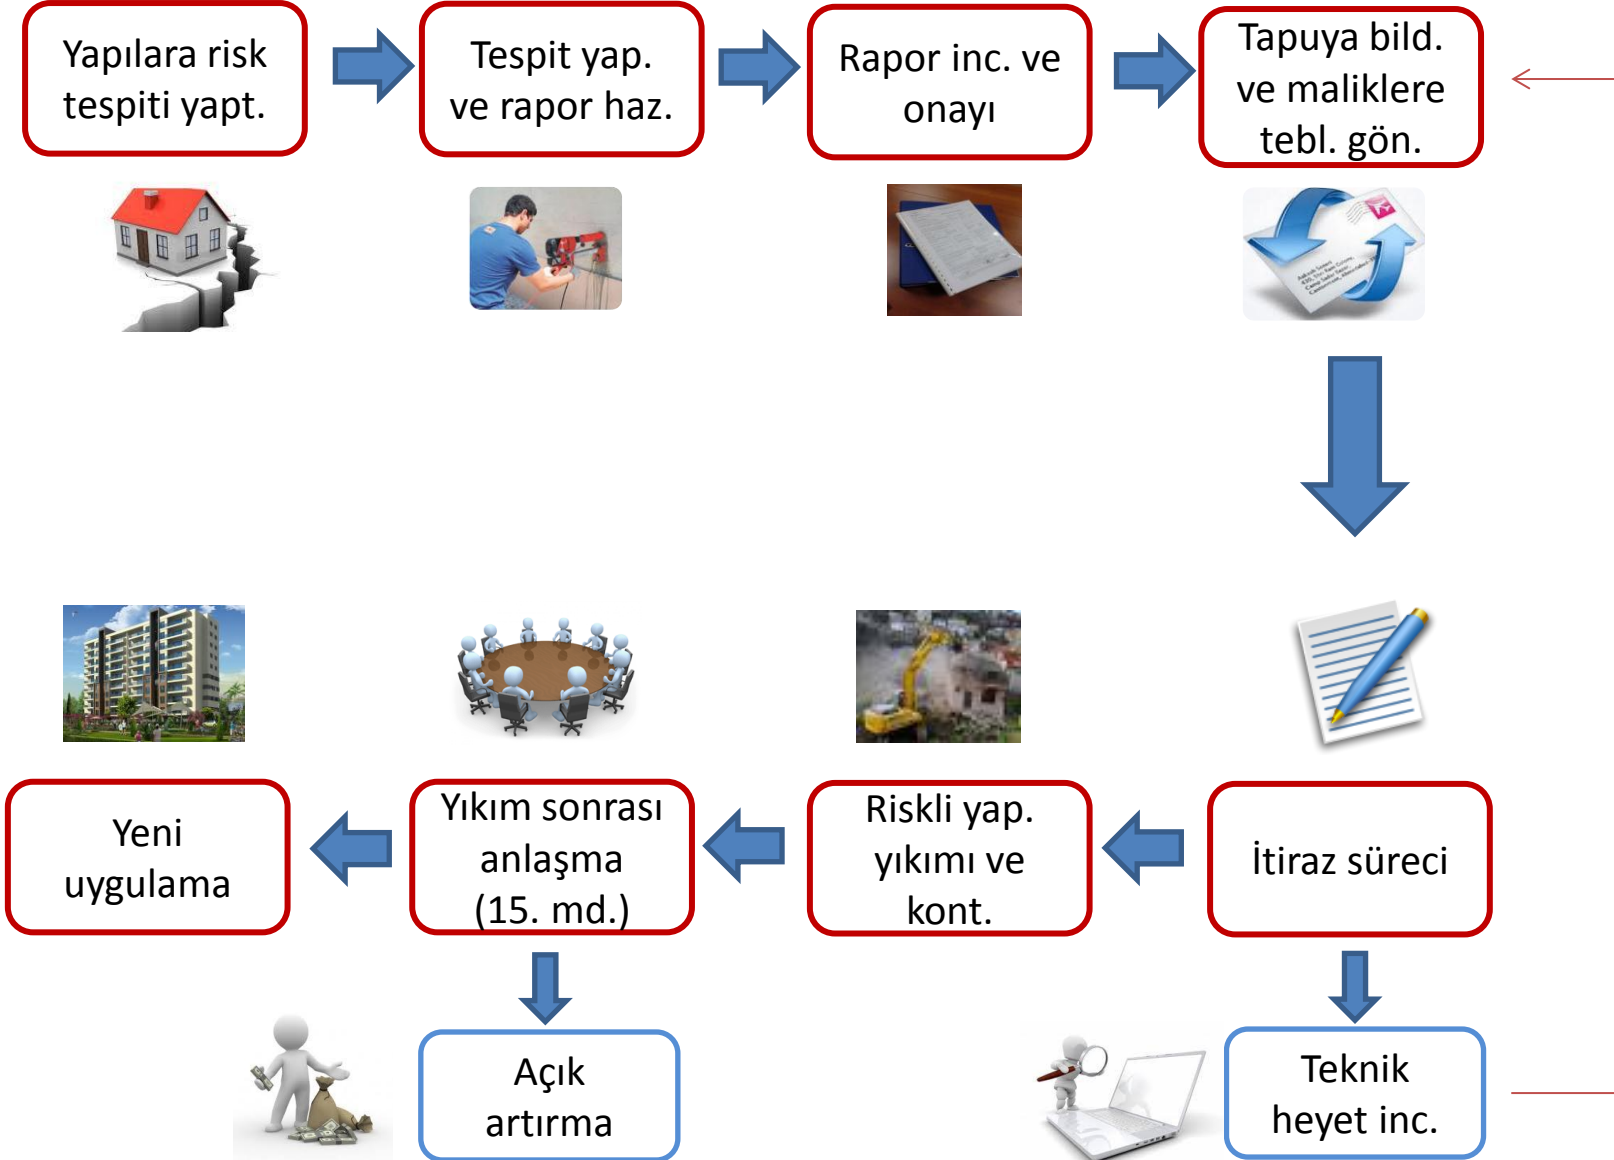 Yapılara risk
tespiti yapt.
Tespit yap.
ve rapor haz.
Rapor inc. ve
onayı
Tapuya bild.
ve maliklere
tebl. gön.
Yeni
uygulama
Yıkım sonrası
anlaşma
(15. md.)
Riskli yap.
yıkımı ve
kont.
İtiraz süreci
Açık
artırma
Teknik
heyet inc.